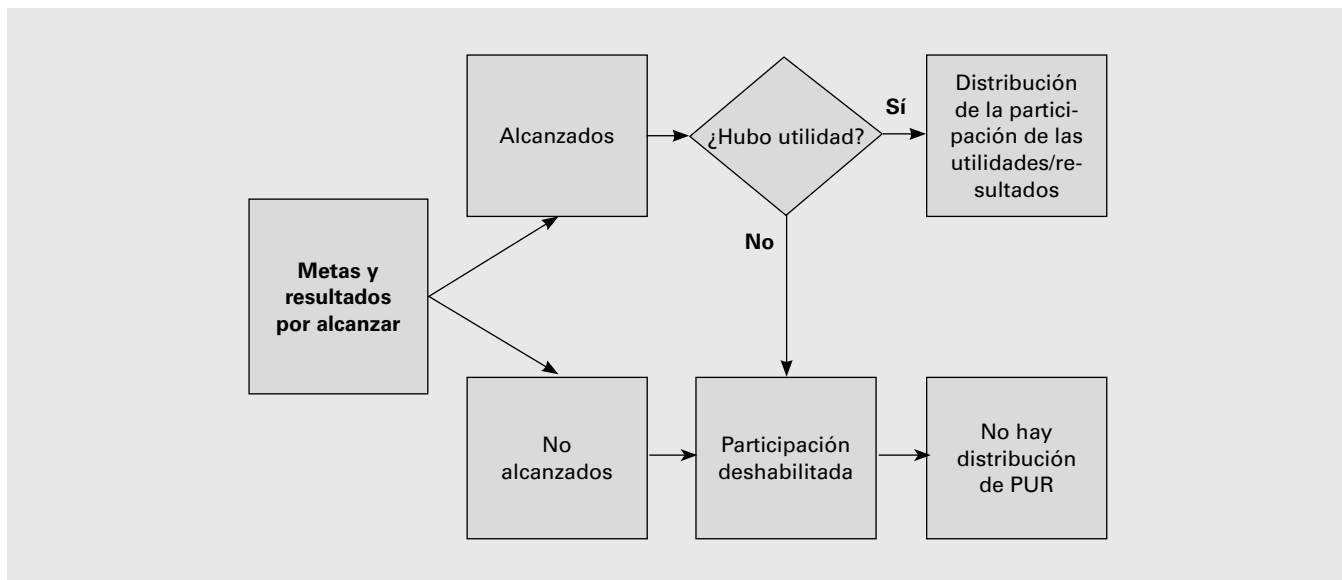 Alcanzados
¿Hubo utilidad?
Sí
Distribución
de la partici-
pación de las
utilidades/re-
sultados
No
Metas y
resultados
por alcanzar
No
alcanzados
Participación
deshabilitada
No hay
distribución
de PUR